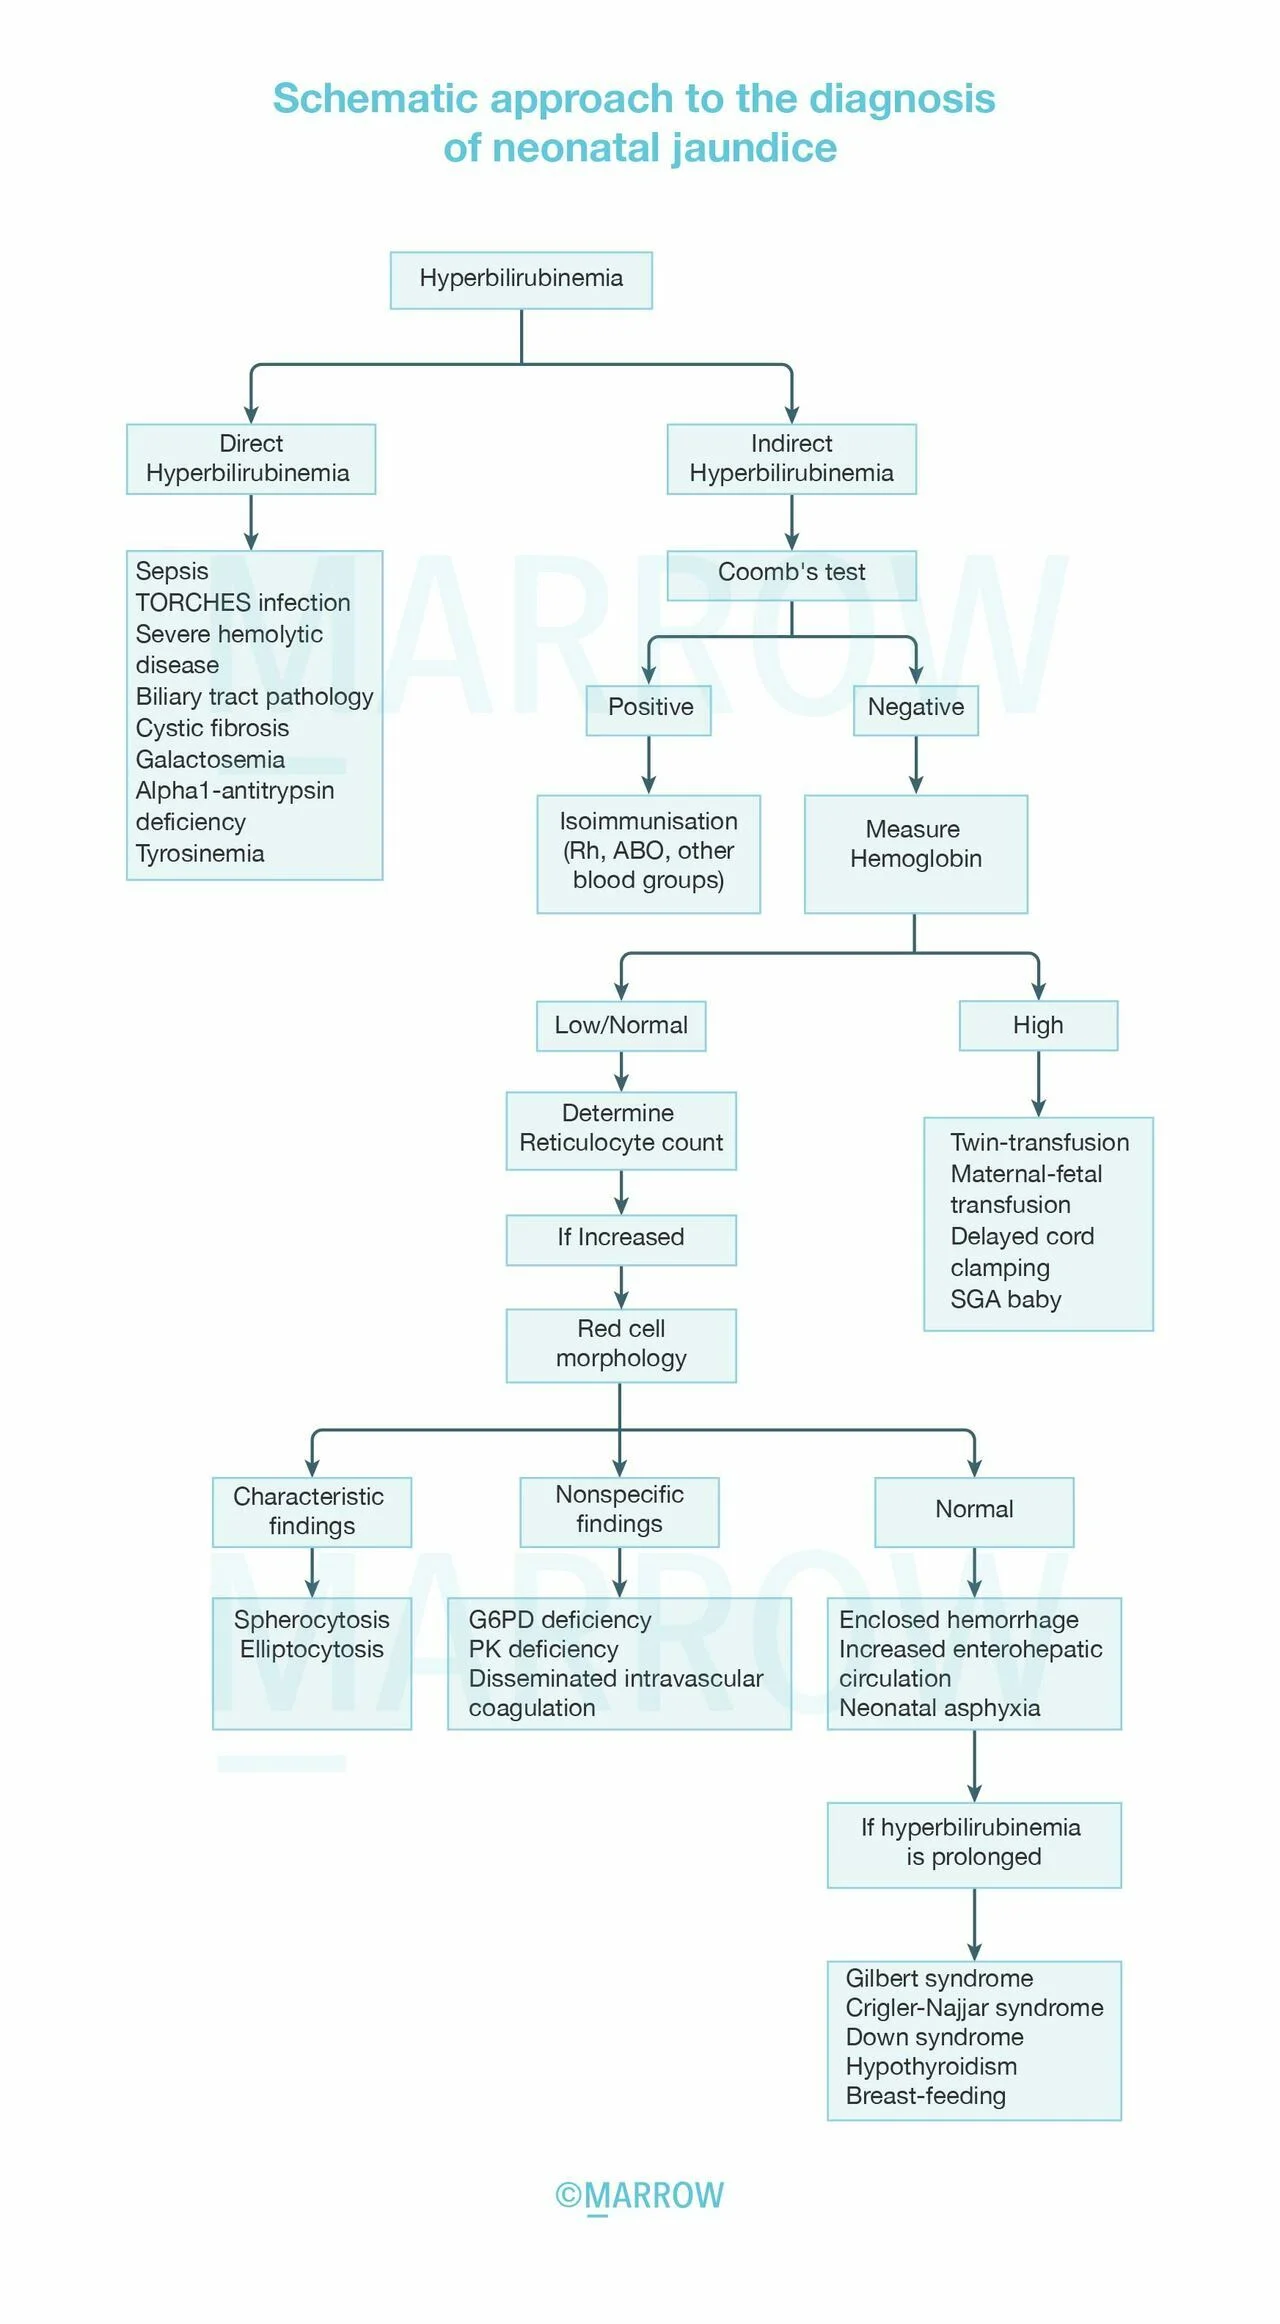 Schematic approach to the diagnosis
of neonatal jaundice
Hyperbilirubinemia
Direct
Hyperbilirubinemia
Indirect
Hyperbilirubinemia
Sepsis
TORCHES infection
Severe hemolytic
disease
Biliary tract pathology
Cystic fibrosis
Galactosemia
Alpha1-antitrypsin
deficiency
Tyrosinemia
Coomb's test
Positive
Negative
Isoimmunisation
(Rh, ABO, other
blood groups)
Measure
Hemoglobin
Low/Normal
High
Determine
Reticulocyte count
Twin-transfusion
Maternal-fetal
transfusion
Delayed cord
clamping
SGA baby
If Increased
Red cell
morphology
Characteristic
findings
Nonspecific
findings
Normal
Spherocytosis
Elliptocytosis
G6PD deficiency
PK deficiency
Disseminated intravascular
coagulation
Enclosed hemorrhage
Increased enterohepatic
circulation
Neonatal asphyxia
If hyperbilirubinemia
is prolonged
Gilbert syndrome
Crigler-Najjar syndrome
Down syndrome
Hypothyroidism
Breast-feeding
MARROW
MARROW
©MARROW